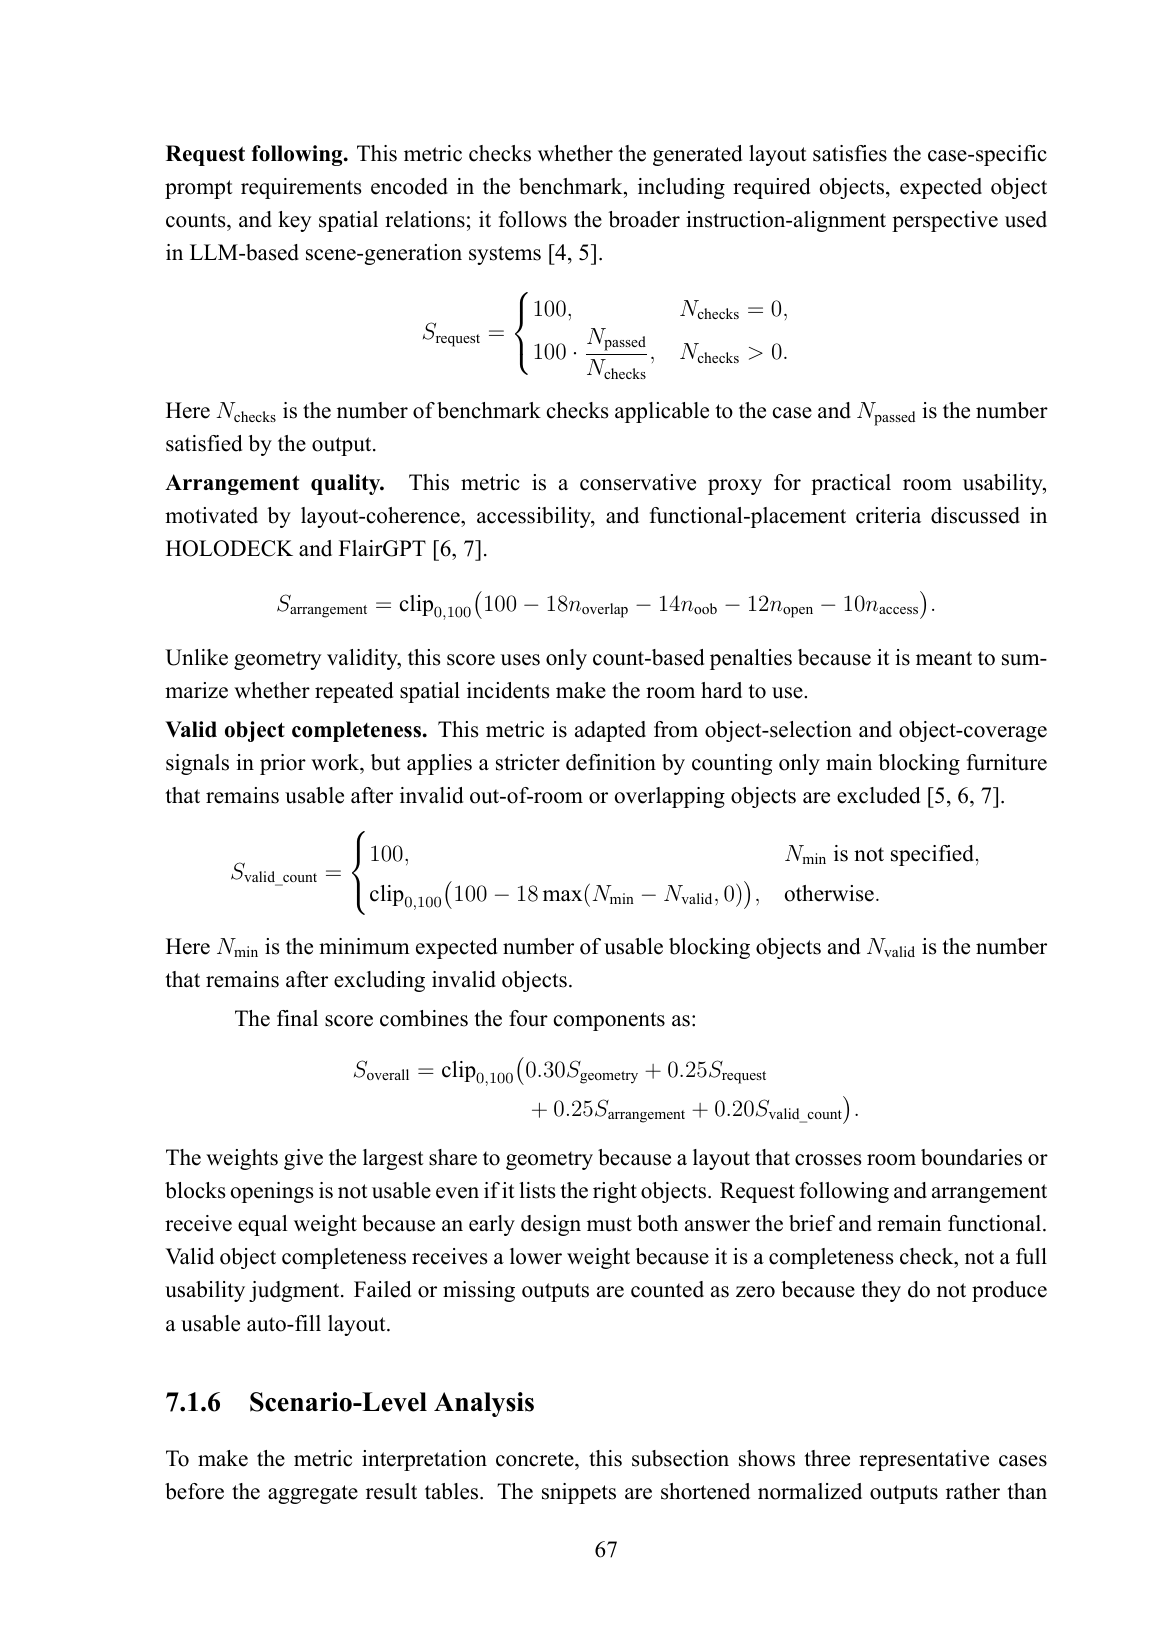 Request following. This metric checks whether the generated layout satisfies the case-specific
prompt requirements encoded in the benchmark, including required objects, expected object
counts, and key spatial relations; it follows the broader instruction-alignment perspective used
in LLM-based scene-generation systems [4, 5].
S_request = { 100, N_checks = 0,
100 · N_passed / N_checks, N_checks > 0.
Here N_checks is the number of benchmark checks applicable to the case and N_passed is the number
satisfied by the output.
Arrangement quality. This metric is a conservative proxy for practical room usability,
motivated by layout-coherence, accessibility, and functional-placement criteria discussed in
HOLODECK and FlairGPT [6, 7].
S_arrangement = clip_0,100(100 − 18n_overlap − 14n_oob − 12n_open − 10n_access).
Unlike geometry validity, this score uses only count-based penalties because it is meant to sum-
marize whether repeated spatial incidents make the room hard to use.
Valid object completeness. This metric is adapted from object-selection and object-coverage
signals in prior work, but applies a stricter definition by counting only main blocking furniture
that remains usable after invalid out-of-room or overlapping objects are excluded [5, 6, 7].
S_valid_count = { 100, N_min is not specified,
clip_0,100(100 − 18 max(N_min − N_valid, 0)), otherwise.
Here N_min is the minimum expected number of usable blocking objects and N_valid is the number
that remains after excluding invalid objects.
The final score combines the four components as:
S_overall = clip_0,100(0.30S_geometry + 0.25S_request
+ 0.25S_arrangement + 0.20S_valid_count).
The weights give the largest share to geometry because a layout that crosses room boundaries or
blocks openings is not usable even if it lists the right objects. Request following and arrangement
receive equal weight because an early design must both answer the brief and remain functional.
Valid object completeness receives a lower weight because it is a completeness check, not a full
usability judgment. Failed or missing outputs are counted as zero because they do not produce
a usable auto-fill layout.
7.1.6 Scenario-Level Analysis
To make the metric interpretation concrete, this subsection shows three representative cases
before the aggregate result tables. The snippets are shortened normalized outputs rather than
67